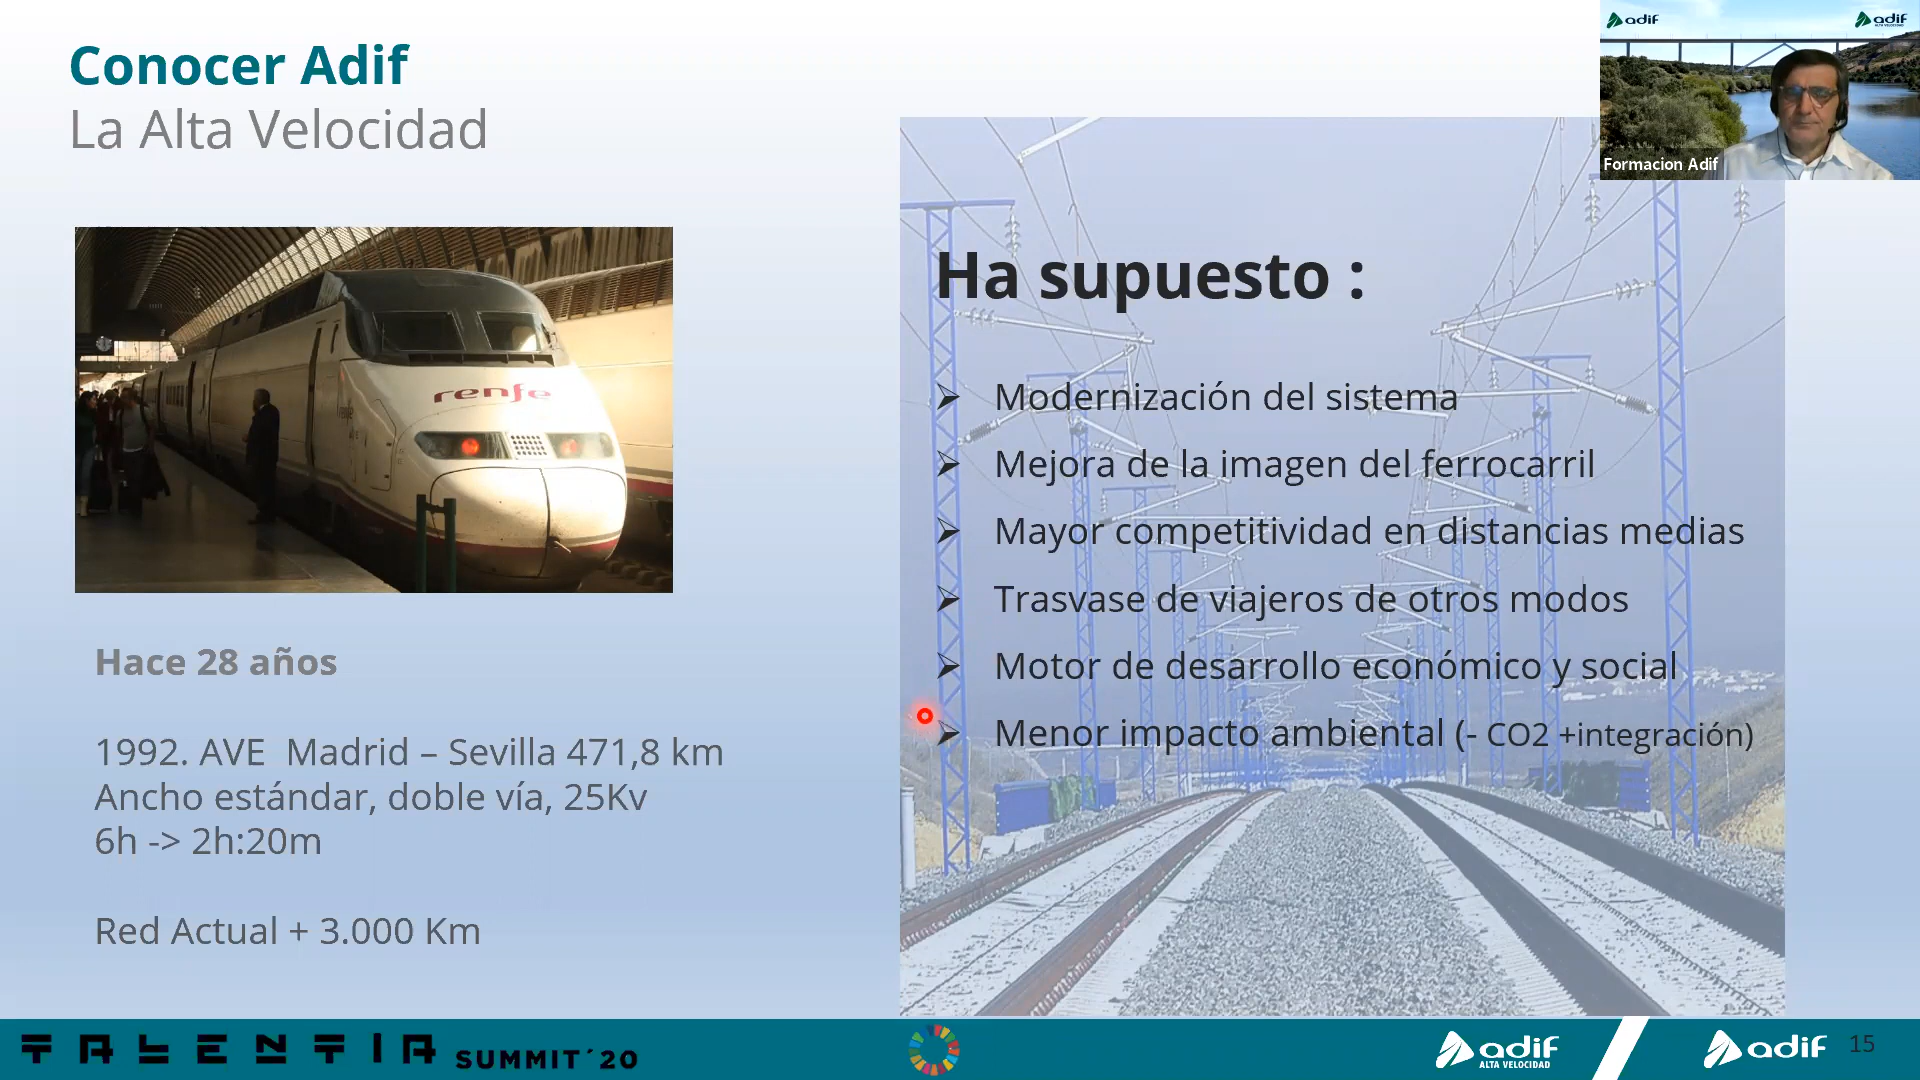 Conocer Adif
La Alta Velocidad
adif
adif
ALTA VELOCIDAD
Formacion Adif
renfe
renfe
Hace 28 años
1992. AVE  Madrid – Sevilla 471,8 km
Ancho estándar, doble vía, 25Kv
6h -> 2h:20m
Red Actual + 3.000 Km
Ha supuesto :
Modernización del sistema
Mejora de la imagen del ferrocarril
Mayor competitividad en distancias medias
Trasvase de viajeros de otros modos
Motor de desarrollo económico y social
Menor impacto ambiental (- CO2 +integración)
TALENTIA SUMMIT´20
adif
ALTA VELOCIDAD
adif
15